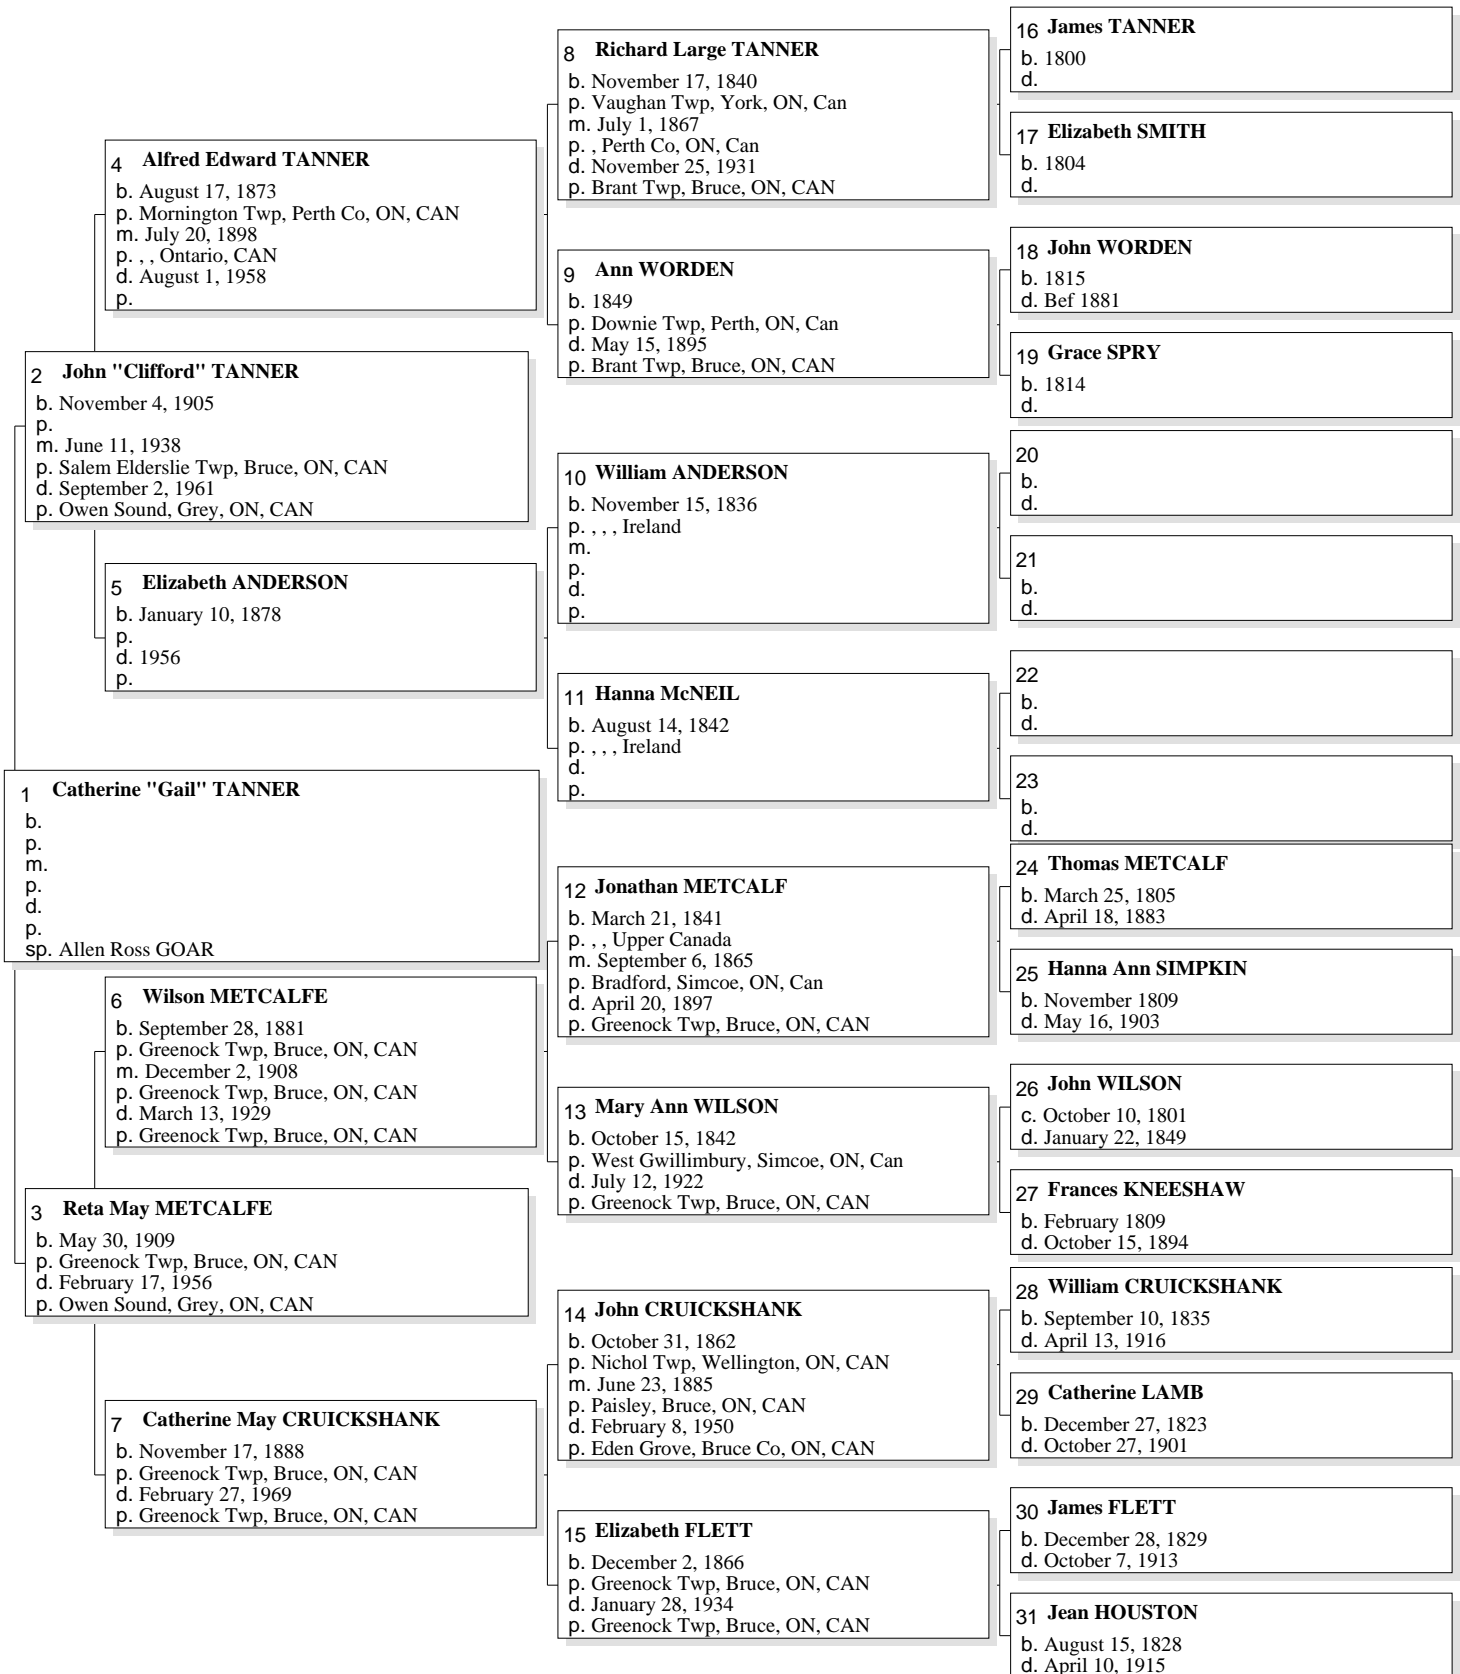 1 Catherine "Gail" TANNER
b.
p.
m.
p.
d.
p.
sp. Allen Ross GOAR
2 John "Clifford" TANNER
b. November 4, 1905
p.
m. June 11, 1938
p. Salem Elderslie Twp, Bruce, ON, CAN
d. September 2, 1961
p. Owen Sound, Grey, ON, CAN
3 Reta May METCALFE
b. May 30, 1909
p. Greenock Twp, Bruce, ON, CAN
d. February 17, 1956
p. Owen Sound, Grey, ON, CAN
4 Alfred Edward TANNER
b. August 17, 1873
p. Mornington Twp, Perth Co, ON, CAN
m. July 20, 1898
p. , , Ontario, CAN
d. August 1, 1958
p.
5 Elizabeth ANDERSON
b. January 10, 1878
p.
d. 1956
p.
6 Wilson METCALFE
b. September 28, 1881
p. Greenock Twp, Bruce, ON, CAN
m. December 2, 1908
p. Greenock Twp, Bruce, ON, CAN
d. March 13, 1929
p. Greenock Twp, Bruce, ON, CAN
7 Catherine May CRUICKSHANK
b. November 17, 1888
p. Greenock Twp, Bruce, ON, CAN
d. February 27, 1969
p. Greenock Twp, Bruce, ON, CAN
8 Richard Large TANNER
b. November 17, 1840
p. Vaughan Twp, York, ON, Can
m. July 1, 1867
p. , Perth Co, ON, Can
d. November 25, 1931
p. Brant Twp, Bruce, ON, CAN
9 Ann WORDEN
b. 1849
p. Downie Twp, Perth, ON, Can
d. May 15, 1895
p. Brant Twp, Bruce, ON, CAN
10 William ANDERSON
b. November 15, 1836
p. , , , Ireland
m.
p.
d.
p.
11 Hanna McNEIL
b. August 14, 1842
p. , , , Ireland
d.
p.
12 Jonathan METCALF
b. March 21, 1841
p. , , Upper Canada
m. September 6, 1865
p. Bradford, Simcoe, ON, Can
d. April 20, 1897
p. Greenock Twp, Bruce, ON, CAN
13 Mary Ann WILSON
b. October 15, 1842
p. West Gwillimbury, Simcoe, ON, Can
d. July 12, 1922
p. Greenock Twp, Bruce, ON, CAN
14 John CRUICKSHANK
b. October 31, 1862
p. Nichol Twp, Wellington, ON, CAN
m. June 23, 1885
p. Paisley, Bruce, ON, CAN
d. February 8, 1950
p. Eden Grove, Bruce Co, ON, CAN
15 Elizabeth FLETT
b. December 2, 1866
p. Greenock Twp, Bruce, ON, CAN
d. January 28, 1934
p. Greenock Twp, Bruce, ON, CAN
16 James TANNER
b. 1800
d.
17 Elizabeth SMITH
b. 1804
d.
18 John WORDEN
b. 1815
d. Bef 1881
19 Grace SPRY
b. 1814
d.
20
b.
d.
21
b.
d.
22
b.
d.
23
b.
d.
24 Thomas METCALF
b. March 25, 1805
d. April 18, 1883
25 Hanna Ann SIMPKIN
b. November 1809
d. May 16, 1903
26 John WILSON
c. October 10, 1801
d. January 22, 1849
27 Frances KNEESHAW
b. February 1809
d. October 15, 1894
28 William CRUICKSHANK
b. September 10, 1835
d. April 13, 1916
29 Catherine LAMB
b. December 27, 1823
d. October 27, 1901
30 James FLETT
b. December 28, 1829
d. October 7, 1913
31 Jean HOUSTON
b. August 15, 1828
d. April 10, 1915